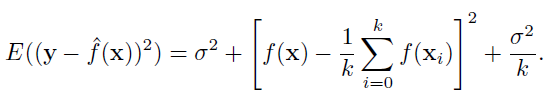 E((y − f̂(x))²) = σ² + [f(x) − 1/k ∑_{i=0}^{k} f(x_i)]² + σ²/k.